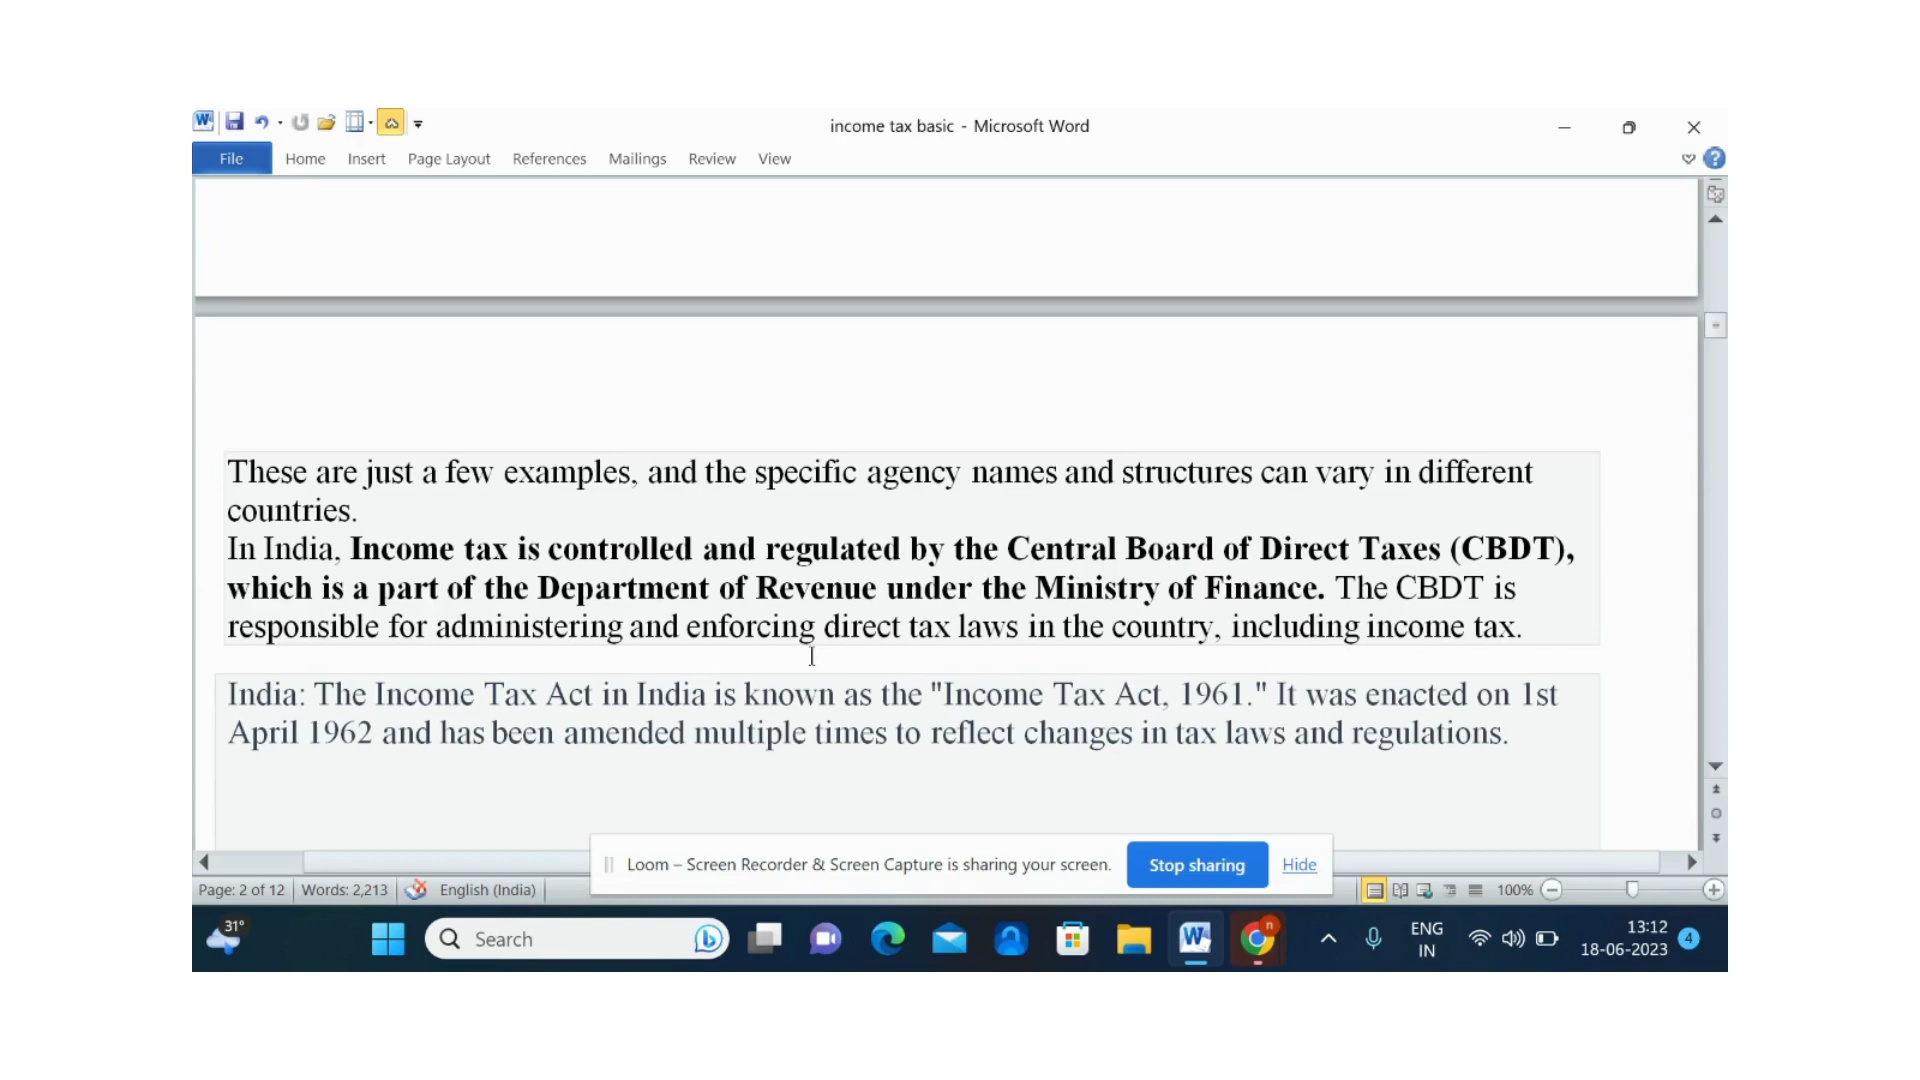 income tax basic - Microsoft Word
File Home Insert Page Layout References Mailings Review View
These are just a few examples, and the specific agency names and structures can vary in different
countries.
In India, Income tax is controlled and regulated by the Central Board of Direct Taxes (CBDT),
which is a part of the Department of Revenue under the Ministry of Finance. The CBDT is
responsible for administering and enforcing direct tax laws in the country, including income tax.
India: The Income Tax Act in India is known as the "Income Tax Act, 1961." It was enacted on 1st
April 1962 and has been amended multiple times to reflect changes in tax laws and regulations.
Loom – Screen Recorder & Screen Capture is sharing your screen. Stop sharing Hide
Page: 2 of 12 Words: 2,213 English (India) 100%
31° Search ENG 13:12
IN 18-06-2023 4